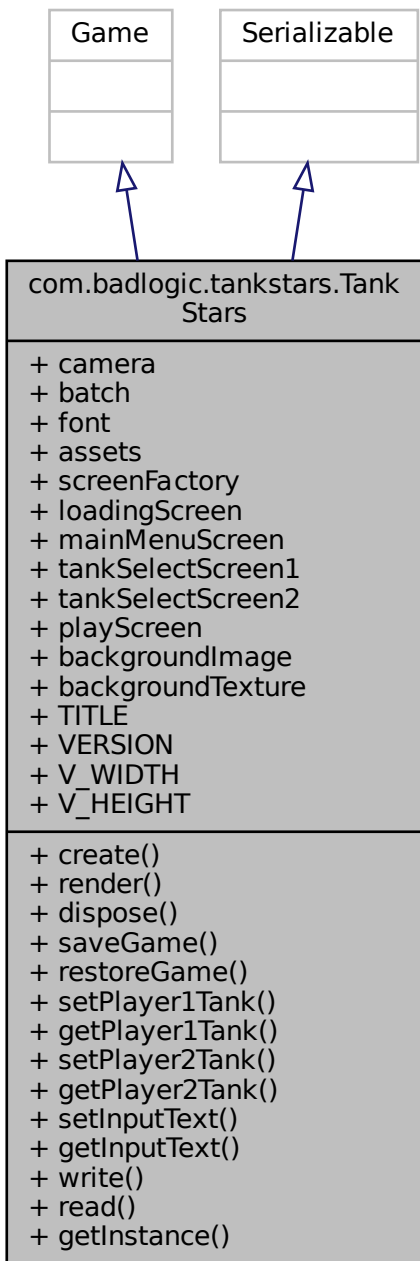 Game
Serializable
com.badlogic.tankstars.Tank
Stars
+ camera
+ batch
+ font
+ assets
+ screenFactory
+ loadingScreen
+ mainMenuScreen
+ tankSelectScreen1
+ tankSelectScreen2
+ playScreen
+ backgroundImage
+ backgroundTexture
+ TITLE
+ VERSION
+ V_WIDTH
+ V_HEIGHT
+ create()
+ render()
+ dispose()
+ saveGame()
+ restoreGame()
+ setPlayer1Tank()
+ getPlayer1Tank()
+ setPlayer2Tank()
+ getPlayer2Tank()
+ setInputText()
+ getInputText()
+ write()
+ read()
+ getInstance()